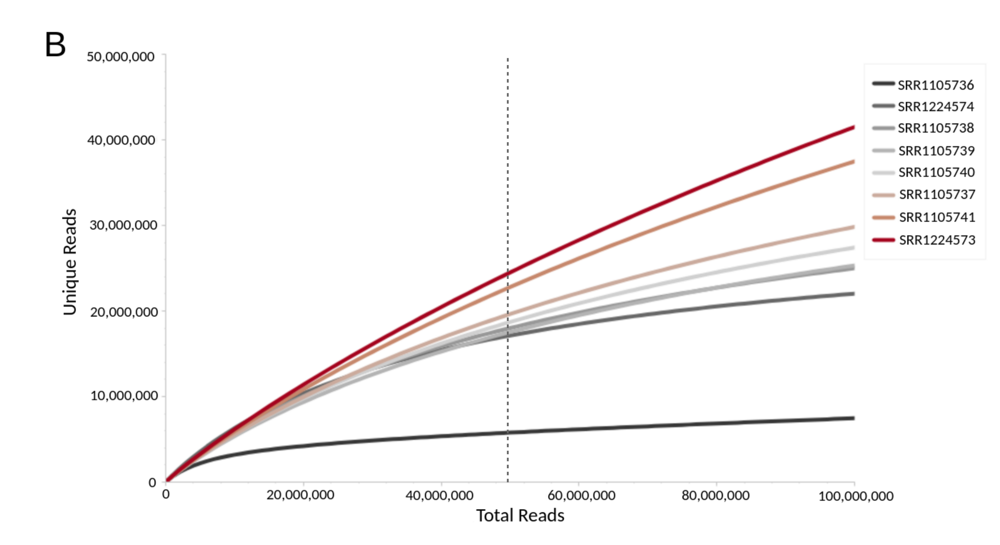 B
50,000,000
40,000,000
30,000,000
20,000,000
10,000,000
0
Unique Reads
0
20,000,000
40,000,000
60,000,000
80,000,000
100,000,000
Total Reads
SRR1105736
SRR1224574
SRR1105738
SRR1105739
SRR1105740
SRR1105737
SRR1105741
SRR1224573